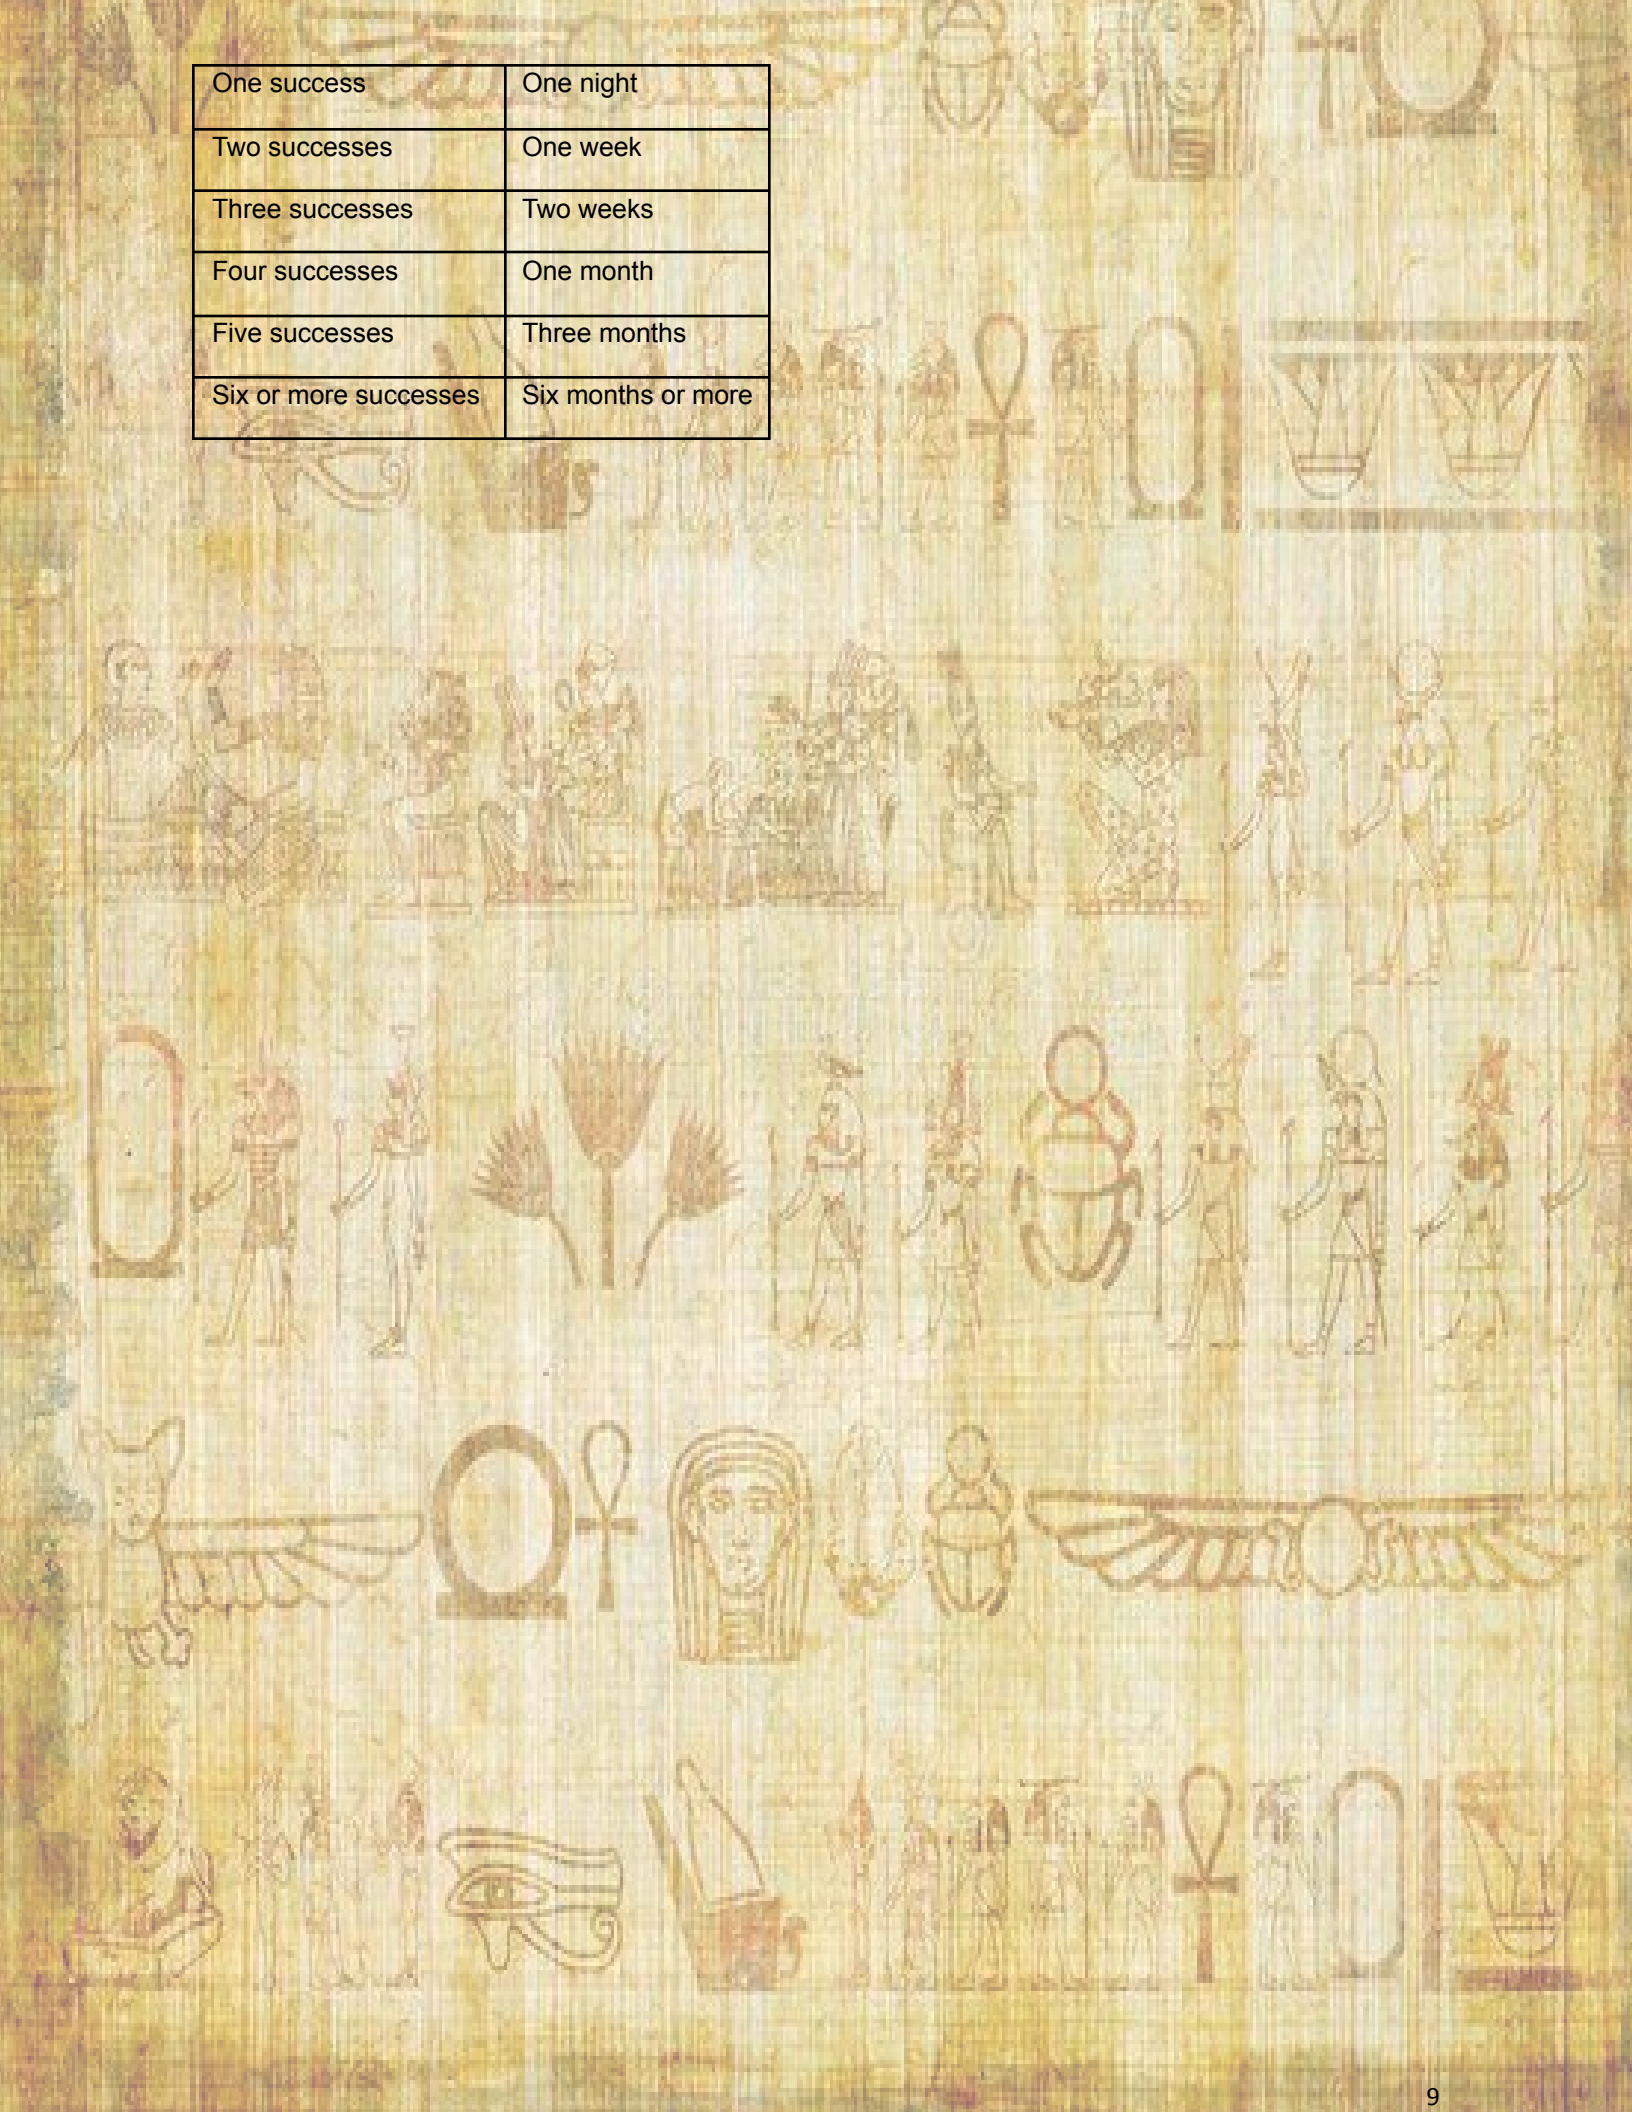 One success One night
Two successes One week
Three successes Two weeks
Four successes One month
Five successes Three months
Six or more successes Six months or more
9